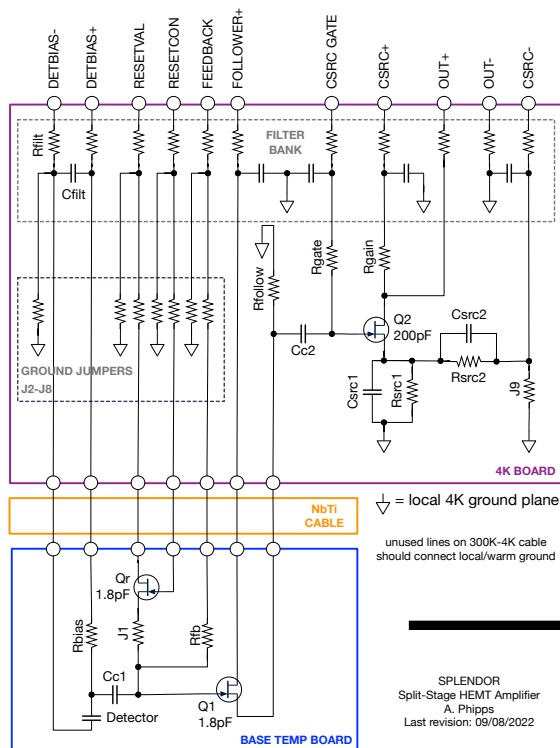 DETBIAS-
DETBIAS+
RESETVAL
RESETCON
FEEDBACK
FOLLOWER+
CSRC GATE
CSRC+
OUT+
OUT-
CSRC-
Rfilt
Cfilt
FILTER
BANK
Rfollow
Rgate
Rgain
Q2
200pF
Cc2
Csrc2
Rsrc2
Csrc1
Rsrc1
J9
GROUND JUMPERS
J2-J8
4K BOARD
NbTi
CABLE
= local 4K ground plane
unused lines on 300K-4K cable
should connect local/warm ground
Qr
1.8pF
Rbias
J1
Rfb
Cc1
Q1
1.8pF
Detector
BASE TEMP BOARD
SPLENDOR
Split-Stage HEMT Amplifier
A. Phipps
Last revision: 09/08/2022